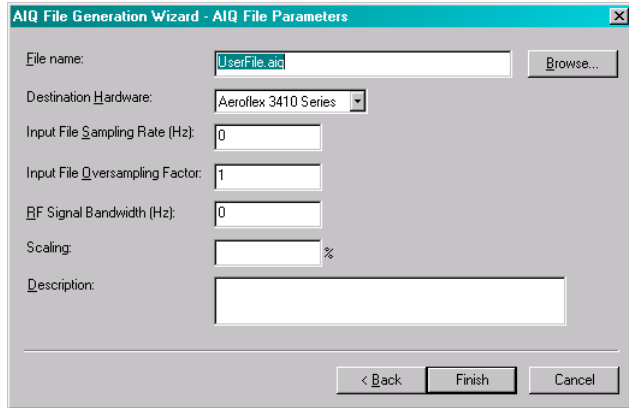 AIQ File Generation Wizard - AIQ File Parameters
File name:
UserFile.aiq
Browse...
Destination Hardware:
Aeroflex 3410 Series
Input File Sampling Rate (Hz):
0
Input File Oversampling Factor:
1
RF Signal Bandwidth (Hz):
0
Scaling:
%
Description:
< Back
Finish
Cancel